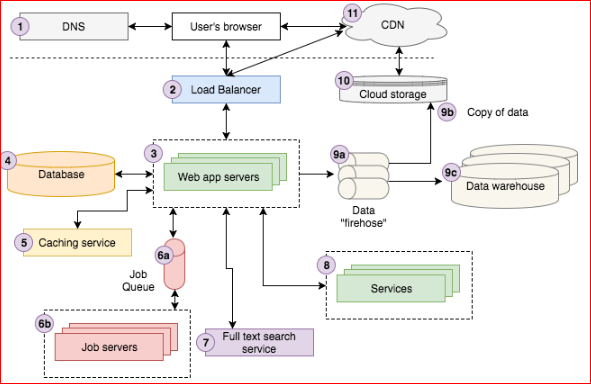 1
DNS
User's browser
11
CDN
2
Load Balancer
10
Cloud storage
9b
Copy of data
3
Web app servers
4
Database
9a
Data
"firehose"
9c
Data warehouse
5
Caching service
6a
Job
Queue
8
Services
6b
Job servers
7
Full text search
service